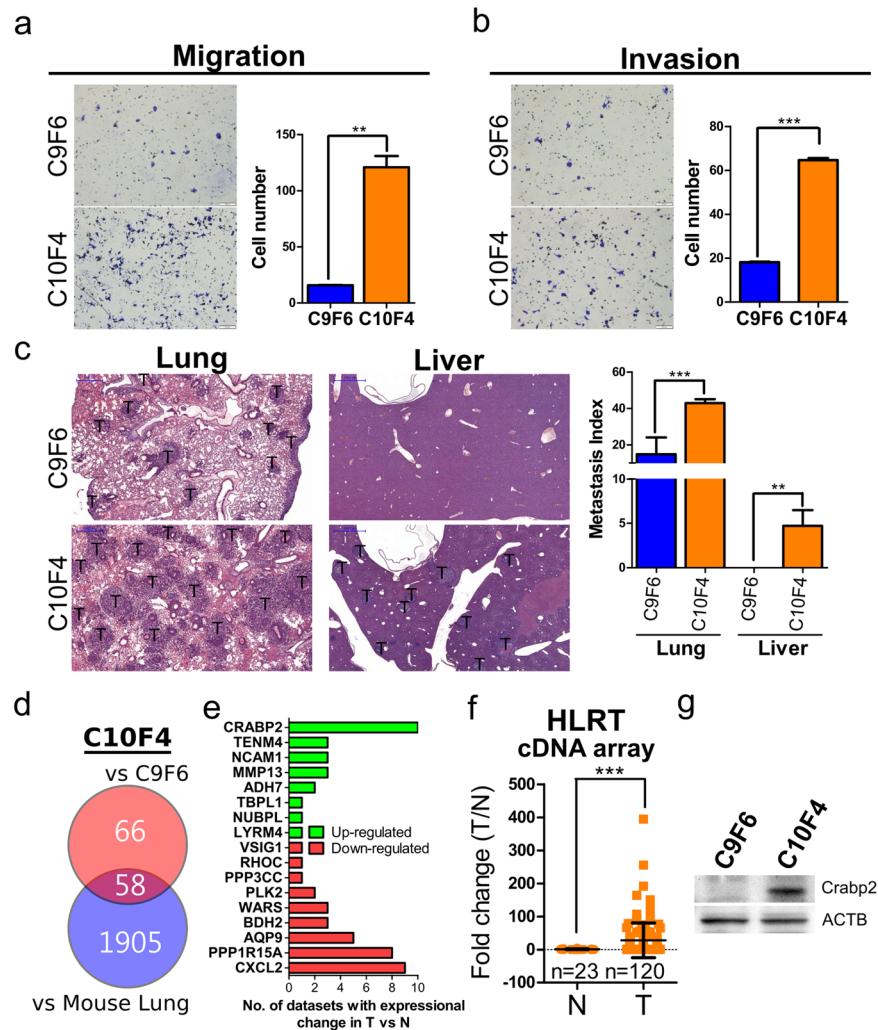 a
Migration
C9F6
C10F4
Cell number
150
100
50
0
**
C9F6 C10F4
b
Invasion
C9F6
C10F4
Cell number
80
60
40
20
0
***
C9F6 C10F4
c
Lung
Liver
C9F6
C10F4
T T T T T T T T T T
T T T T T T T T T T T T T T T T
T T T T T T T T
Metastasis Index
60
40
20
10
5
0
***
**
C9F6
C10F4
C9F6
C10F4
Lung
Liver
d
C10F4
vs C9F6
66
58
1905
vs Mouse Lung
e
CRABP2
TENM4
NCAM1
MMP13
ADH7
TBPL1
NUBPL
LYRM4
VSIG1
RHOC
PPP3CC
PLK2
WARS
BDH2
AQP9
PPP1R15A
CXCL2
Up-regulated
Down-regulated
0 2 4 6 8 10
No. of datasets with expressional
change in T vs N
f
HLRT
cDNA array
***
Fold change (T/N)
500
400
300
200
100
0
-100
n=23 n=120
N T
g
C9F6
C10F4
Crabp2
ACTB